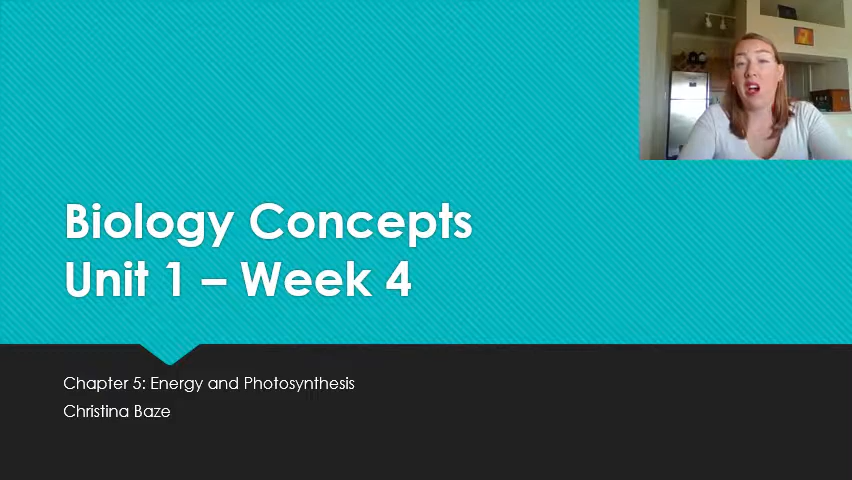 Biology Concepts
Unit 1 – Week 4
Chapter 5: Energy and Photosynthesis
Christina Baze